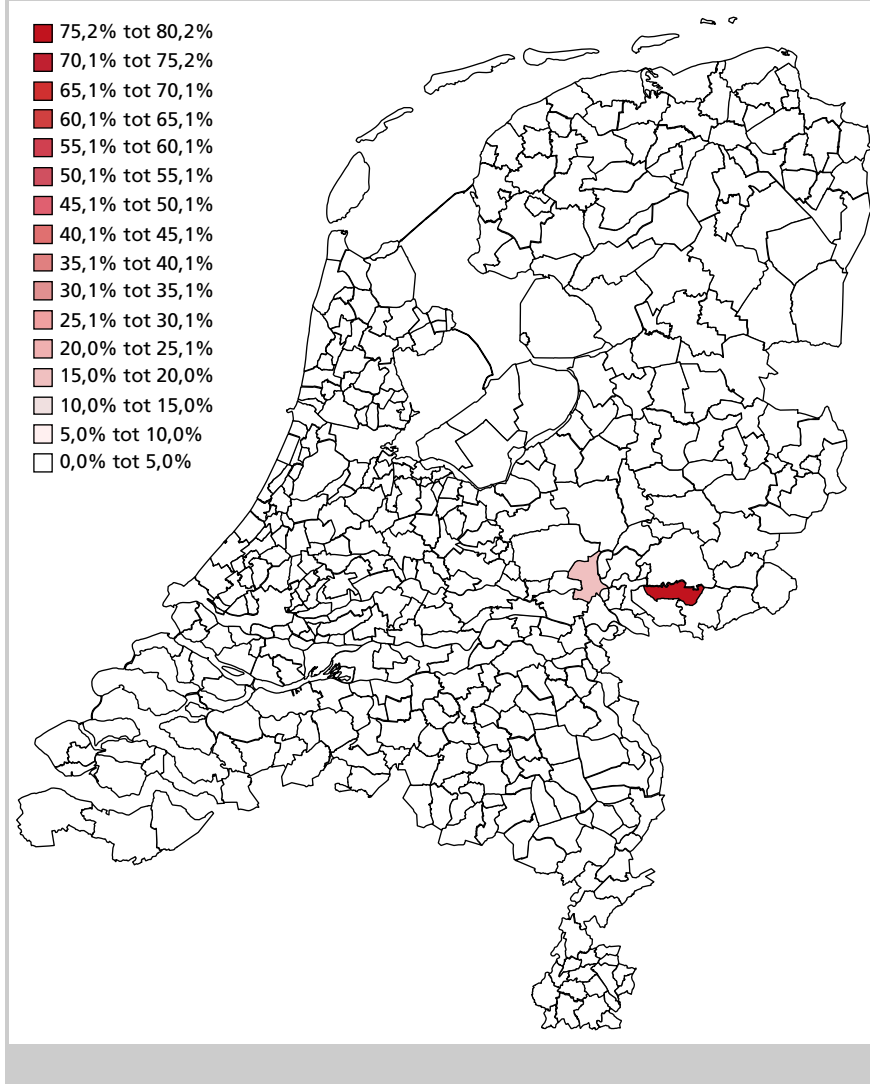 75,2% tot 80,2%
70,1% tot 75,2%
65,1% tot 70,1%
60,1% tot 65,1%
55,1% tot 60,1%
50,1% tot 55,1%
45,1% tot 50,1%
40,1% tot 45,1%
35,1% tot 40,1%
30,1% tot 35,1%
25,1% tot 30,1%
20,0% tot 25,1%
15,0% tot 20,0%
10,0% tot 15,0%
5,0% tot 10,0%
0,0% tot 5,0%